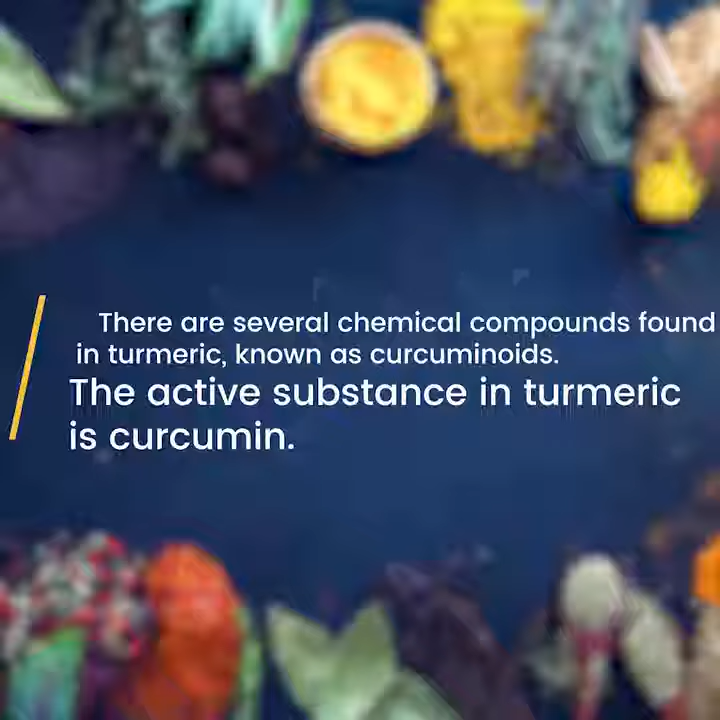 There are several chemical compounds found
in turmeric, known as curcuminoids.
The active substance in turmeric
is curcumin.